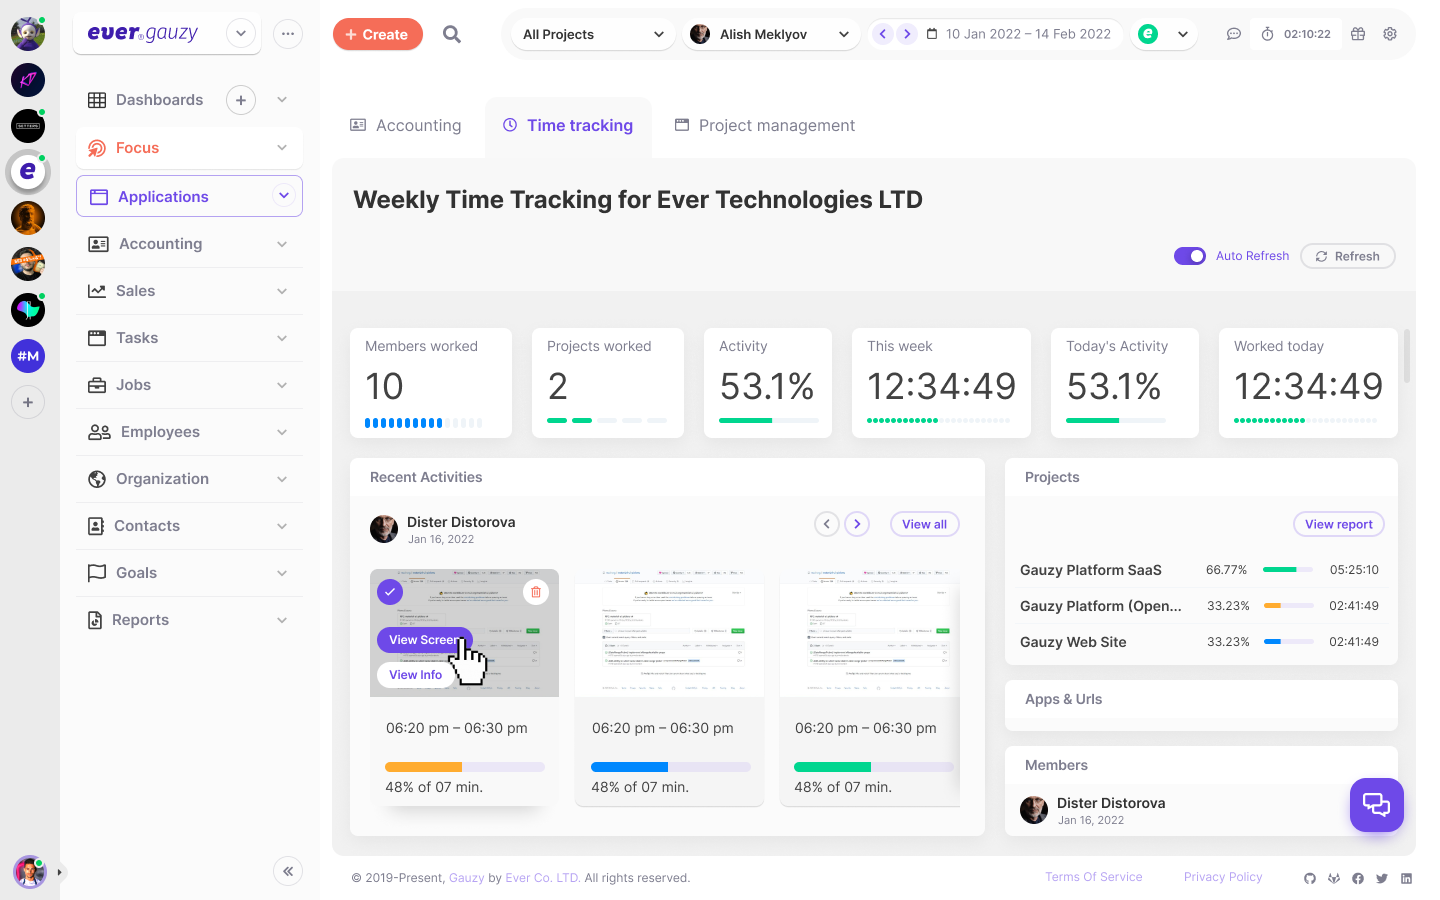 ever® gauzy
Create
All Projects
Alish Meklyov
10 Jan 2022 – 14 Feb 2022
e
02:10:22
Dashboards
Focus
Applications
Accounting
Sales
Tasks
Jobs
Employees
Organization
Contacts
Goals
Reports
e
#M
Accounting
Time tracking
Project management
Weekly Time Tracking for Ever Technologies LTD
Auto Refresh
Refresh
Members worked
10
Projects worked
2
Activity
53.1%
This week
12:34:49
Today's Activity
53.1%
Worked today
12:34:49
Recent Activities
Dister Distorova
Jan 16, 2022
View all
View Screen
View Info
06:20 pm – 06:30 pm
48% of 07 min.
06:20 pm – 06:30 pm
48% of 07 min.
06:20 pm – 06:30 pm
48% of 07 min.
Projects
View report
Gauzy Platform SaaS 66.77% 05:25:10
Gauzy Platform (Open... 33.23% 02:41:49
Gauzy Web Site 33.23% 02:41:49
Apps & Urls
Members
Dister Distorova
Jan 16, 2022
© 2019-Present, Gauzy by Ever Co. LTD. All rights reserved.
Terms Of Service
Privacy Policy